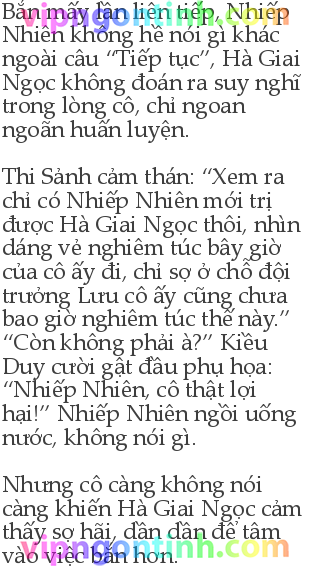 Bắn mấy lần liên tiếp, Nhiếp
Nhiên không hề nói gì khác
ngoài câu “Tiếp tục”, Hà Giai
Ngọc không đoán ra suy nghĩ
trong lòng cô, chỉ ngoan
ngoãn huấn luyện.
Thi Sảnh cảm thán: “Xem ra
chỉ có Nhiếp Nhiên mới trị
được Hà Giai Ngọc thôi, nhìn
dáng vẻ nghiêm túc bây giờ
của cô ấy đi, chỉ sợ ở chỗ đội
trưởng Lưu cô ấy cũng chưa
bao giờ nghiêm túc thế này.”
“Còn không phải à?” Kiều
Duy cười gật đầu phụ họa:
“Nhiếp Nhiên, cô thật lợi
hại!” Nhiếp Nhiên ngồi uống
nước, không nói gì.
Nhưng cô càng không nói
càng khiến Hà Giai Ngọc cảm
thấy sợ hãi, dần dần để tâm
vào việc bắn hơn.
vipngontinh.com
vipngontinh.com